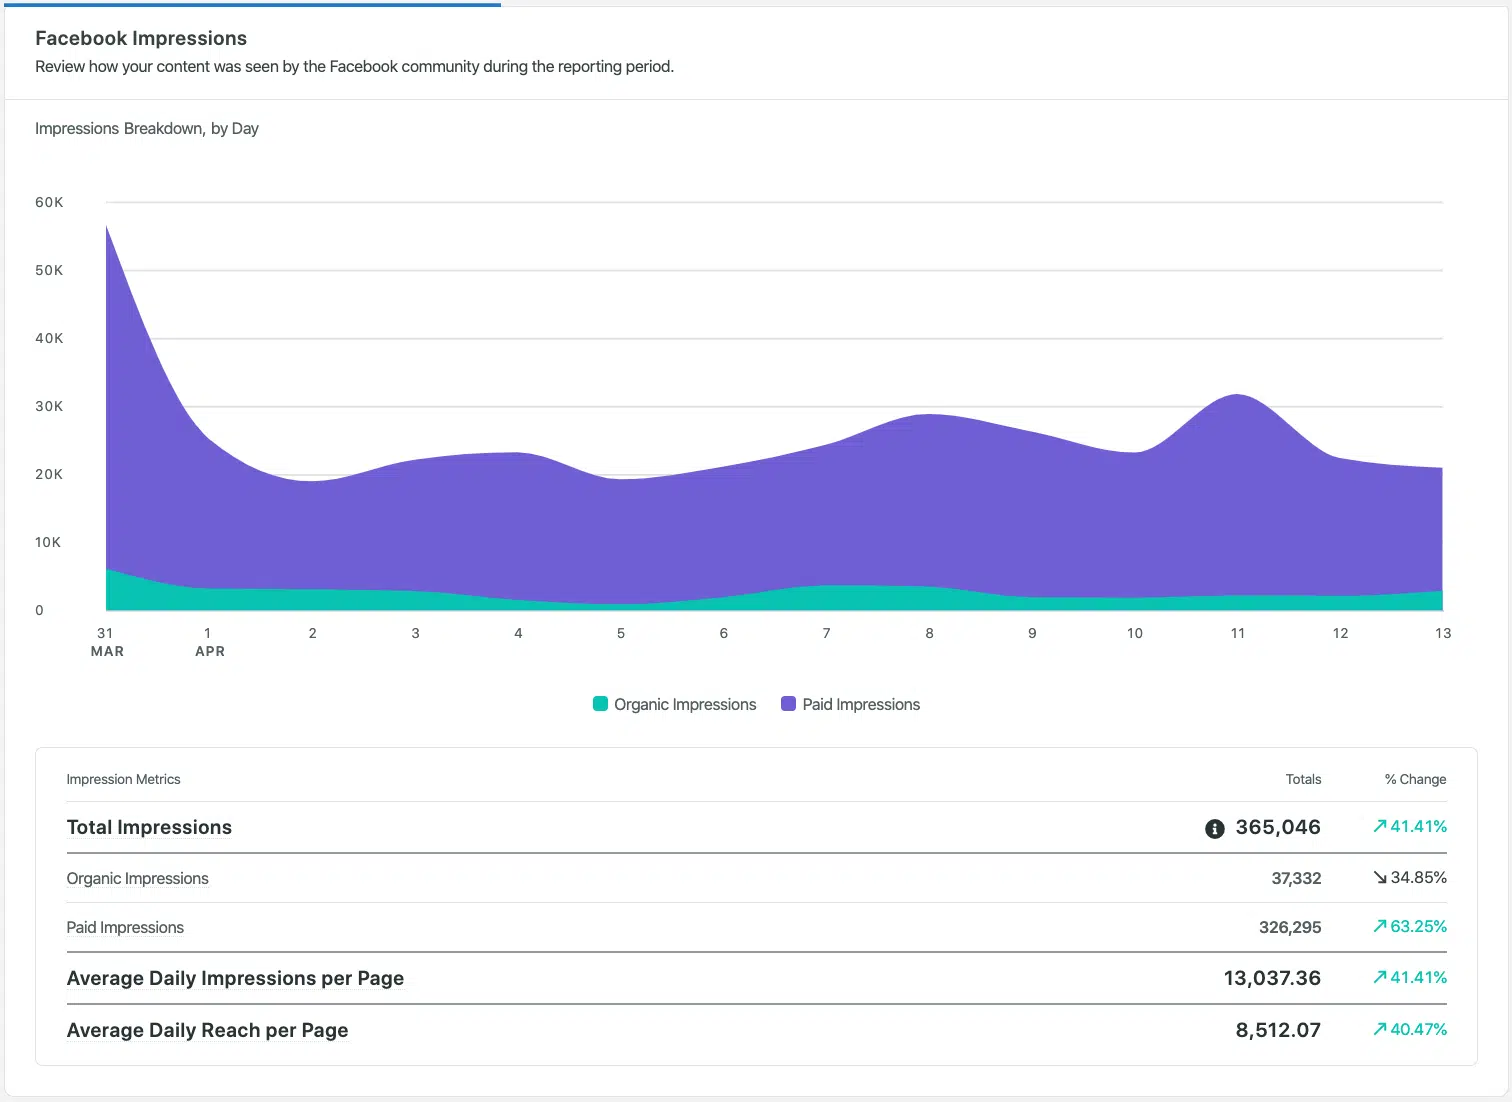 Facebook Impressions
Review how your content was seen by the Facebook community during the reporting period.
Impressions Breakdown, by Day
60K
50K
40K
30K
20K
10K
0
31 1 2 3 4 5 6 7 8 9 10 11 12 13
MAR APR
Organic Impressions Paid Impressions
Impression Metrics Totals % Change
Total Impressions 365,046 41.41%
Organic Impressions 37,332 34.85%
Paid Impressions 326,295 63.25%
Average Daily Impressions per Page 13,037.36 41.41%
Average Daily Reach per Page 8,512.07 40.47%